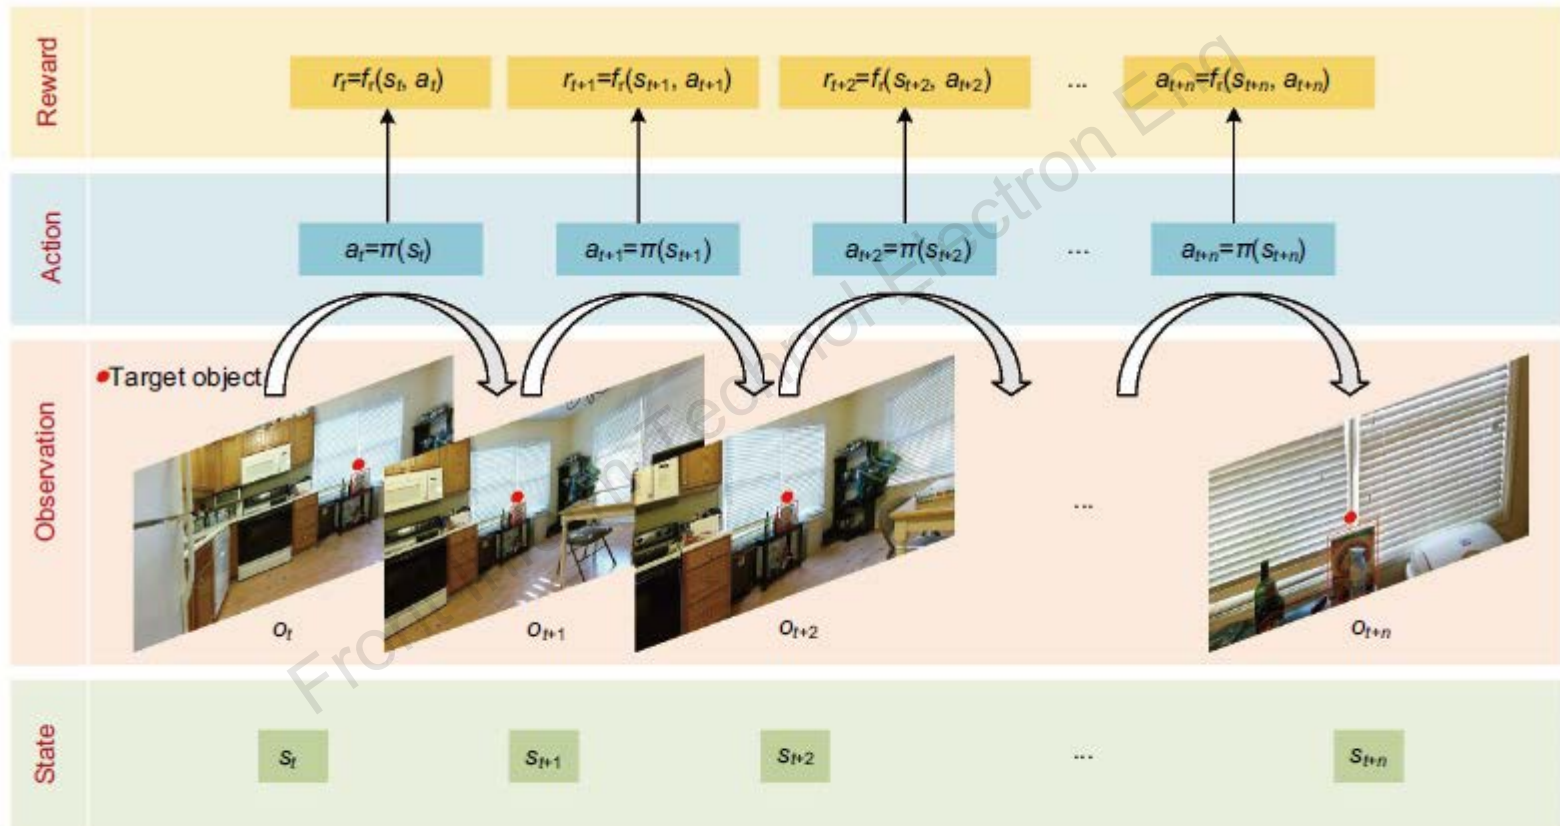 Reward
r_t=f_r(s_t, a_t)
r_{t+1}=f_r(s_{t+1}, a_{t+1})
r_{t+2}=f_r(s_{t+2}, a_{t+2})
...
a_{t+n}=f_r(s_{t+n}, a_{t+n})
Action
a_t=π(s_t)
a_{t+1}=π(s_{t+1})
a_{t+2}=π(s_{t+2})
...
a_{t+n}=π(s_{t+n})
Observation
Target object
...
o_t
o_{t+1}
o_{t+2}
o_{t+n}
State
s_t
s_{t+1}
s_{t+2}
...
s_{t+n}